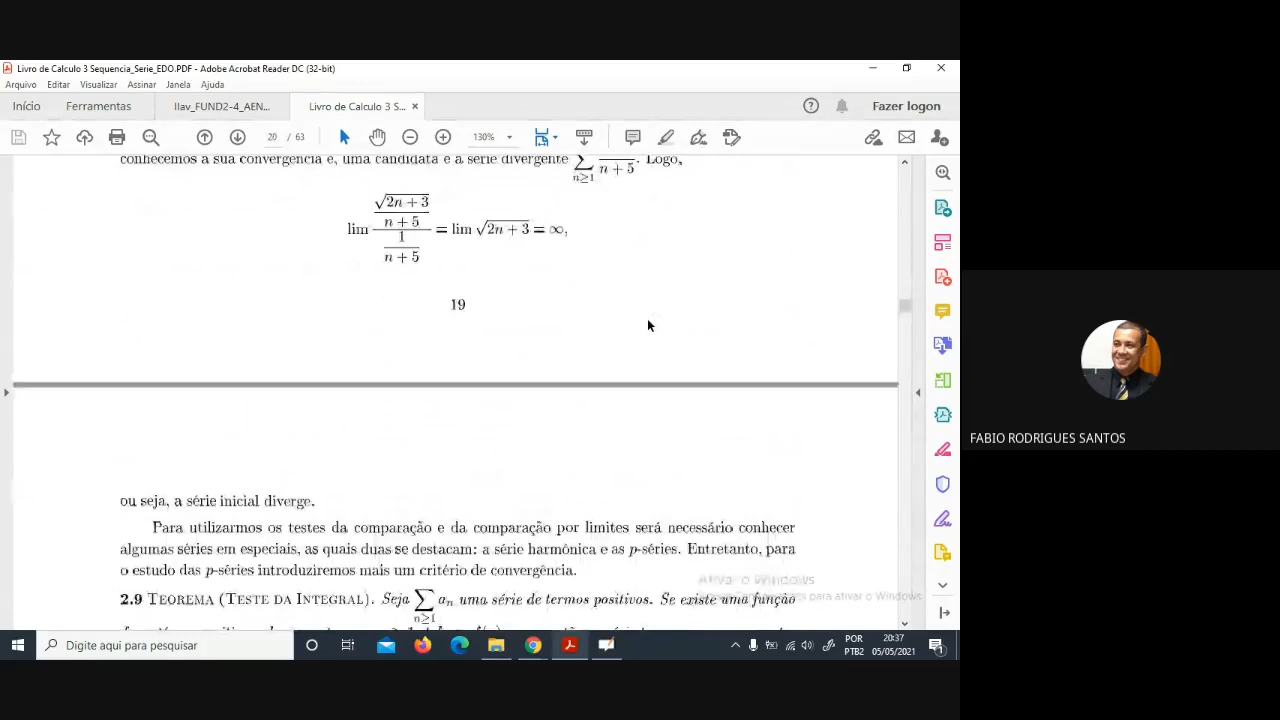 Livro de Calculo 3 Sequencia_Serie_EDO.PDF - Adobe Acrobat Reader DC (32-bit)
Arquivo Editar Visualizar Assinar Janela Ajuda
Início Ferramentas IIav_FUND2-4_AEN... Livro de Calculo 3 S... × Fazer logon
20 / 63 130%
conhecemos a sua convergência e, uma candidata é a série divergente ∑ n≥1 1/(n + 5). Logo,
lim (√(2n + 3)/(n + 5))/(1/(n + 5)) = lim √(2n + 3) = ∞,
19
FABIO RODRIGUES SANTOS
ou seja, a série inicial diverge.
Para utilizarmos os testes da comparação e da comparação por limites será necessário conhecer
algumas séries em especiais, as quais duas se destacam: a série harmônica e as p-séries. Entretanto, para
o estudo das p-séries introduziremos mais um critério de convergência.
Ativar o Windows
para ativar o Windows.
2.9 TEOREMA (TESTE DA INTEGRAL). Seja ∑ n≥1 aₙ uma série de termos positivos. Se existe uma função
Digite aqui para pesquisar
POR
PTB2
20:37
05/05/2021
1